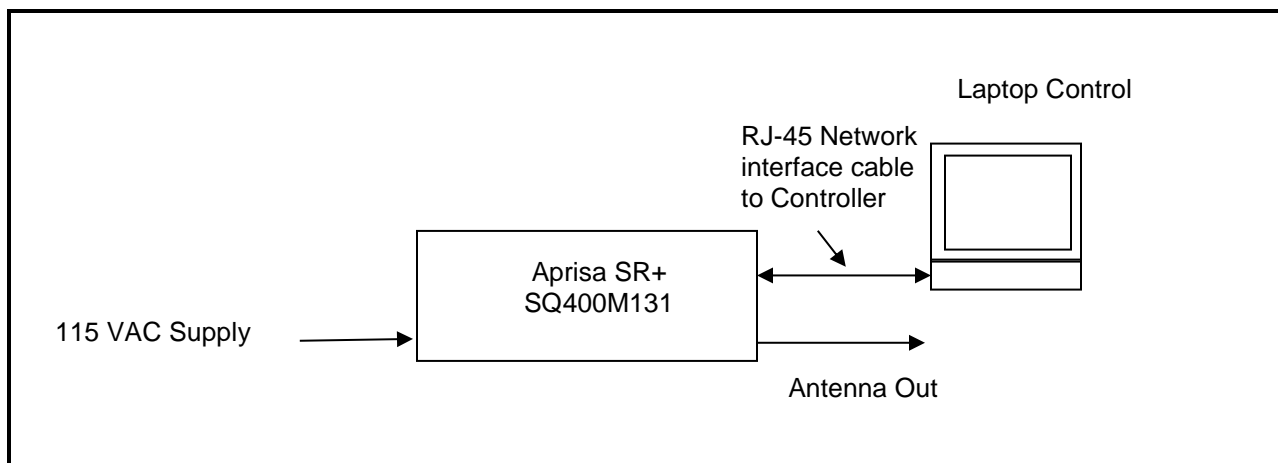 Laptop Control
RJ-45 Network
interface cable
to Controller
Aprisa SR+
SQ400M131
115 VAC Supply
Antenna Out